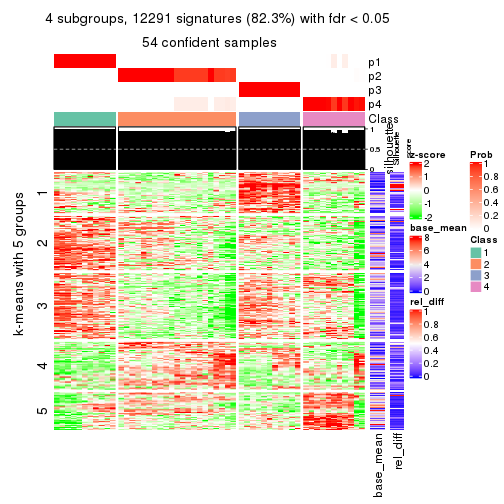 4 subgroups, 12291 signatures (82.3%) with fdr < 0.05
54 confident samples
p1
p2
p3
p4
Class
1
0.5
0
silhouette
Silhouette
score
k-means with 5 groups
1
2
3
4
5
base_mean
rel_diff
z-score
2
1
0
-1
-2
base_mean
8
6
4
2
0
rel_diff
1
0.8
0.6
0.4
0.2
0
Prob
1
0.8
0.6
0.4
0.2
0
Class
1
2
3
4